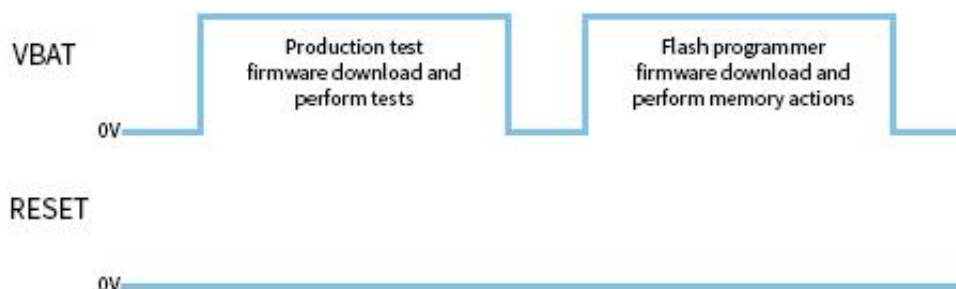 VBAT
Production test
firmware download and
perform tests
Flash programmer
firmware download and
perform memory actions
0V
RESET
0V